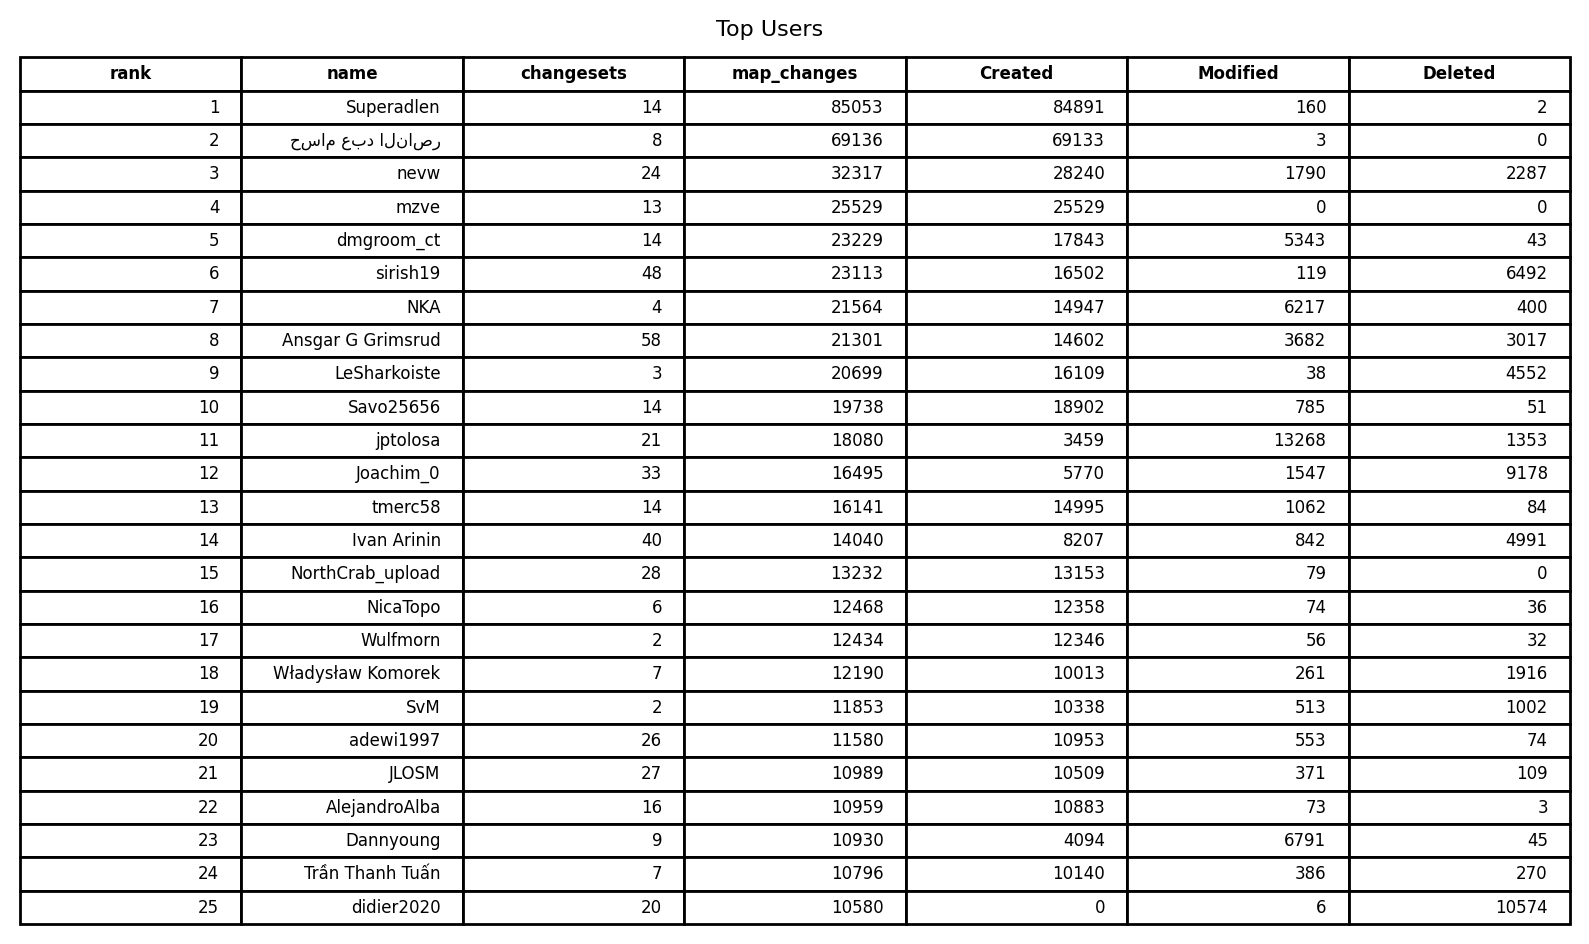 Top Users
rank name changesets map_changes Created Modified Deleted
1 Superadlen 14 85053 84891 160 2
2 حسام عبد الناصر 8 69136 69133 3 0
3 nevw 24 32317 28240 1790 2287
4 mzve 13 25529 25529 0 0
5 dmgroom_ct 14 23229 17843 5343 43
6 sirish19 48 23113 16502 119 6492
7 NKA 4 21564 14947 6217 400
8 Ansgar G Grimsrud 58 21301 14602 3682 3017
9 LeSharkoiste 3 20699 16109 38 4552
10 Savo25656 14 19738 18902 785 51
11 jptolosa 21 18080 3459 13268 1353
12 Joachim_0 33 16495 5770 1547 9178
13 tmerc58 14 16141 14995 1062 84
14 Ivan Arinin 40 14040 8207 842 4991
15 NorthCrab_upload 28 13232 13153 79 0
16 NicaTopo 6 12468 12358 74 36
17 Wulfmorn 2 12434 12346 56 32
18 Władysław Komorek 7 12190 10013 261 1916
19 SvM 2 11853 10338 513 1002
20 adewi1997 26 11580 10953 553 74
21 JLOSM 27 10989 10509 371 109
22 AlejandroAlba 16 10959 10883 73 3
23 Dannyoung 9 10930 4094 6791 45
24 Trần Thanh Tuấn 7 10796 10140 386 270
25 didier2020 20 10580 0 6 10574